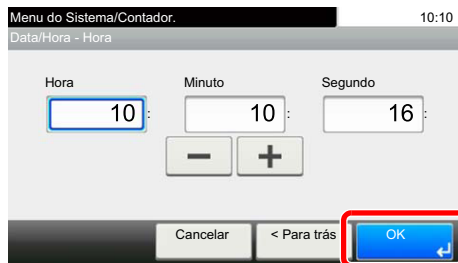 Menu do Sistema/Contador. 10:10
Data/Hora - Hora
Hora Minuto Segundo
10 : 10 : 16 :
− +
Cancelar < Para trás OK